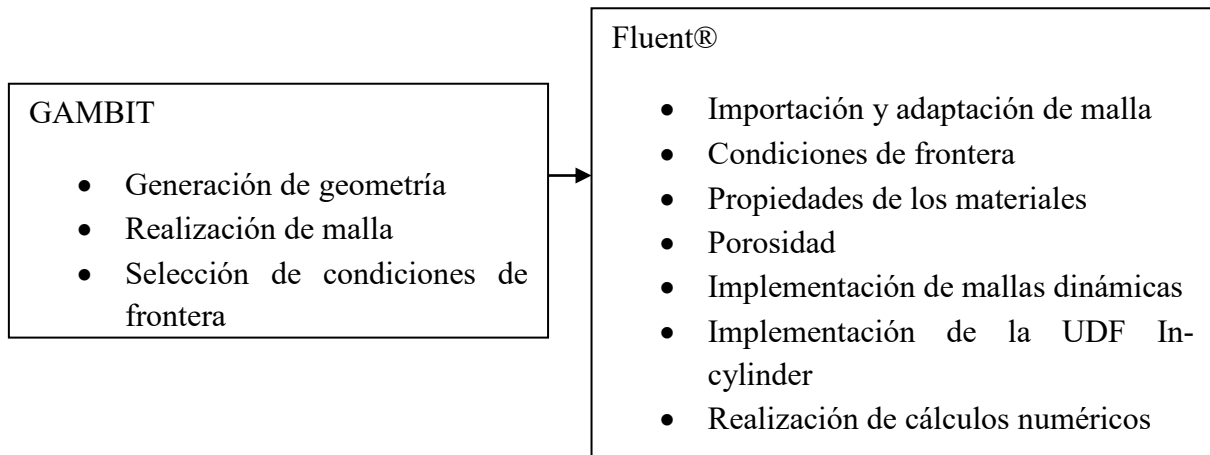 GAMBIT
• Generación de geometría
• Realización de malla
• Selección de condiciones de
frontera
Fluent®
• Importación y adaptación de malla
• Condiciones de frontera
• Propiedades de los materiales
• Porosidad
• Implementación de mallas dinámicas
• Implementación de la UDF In-
cylinder
• Realización de cálculos numéricos